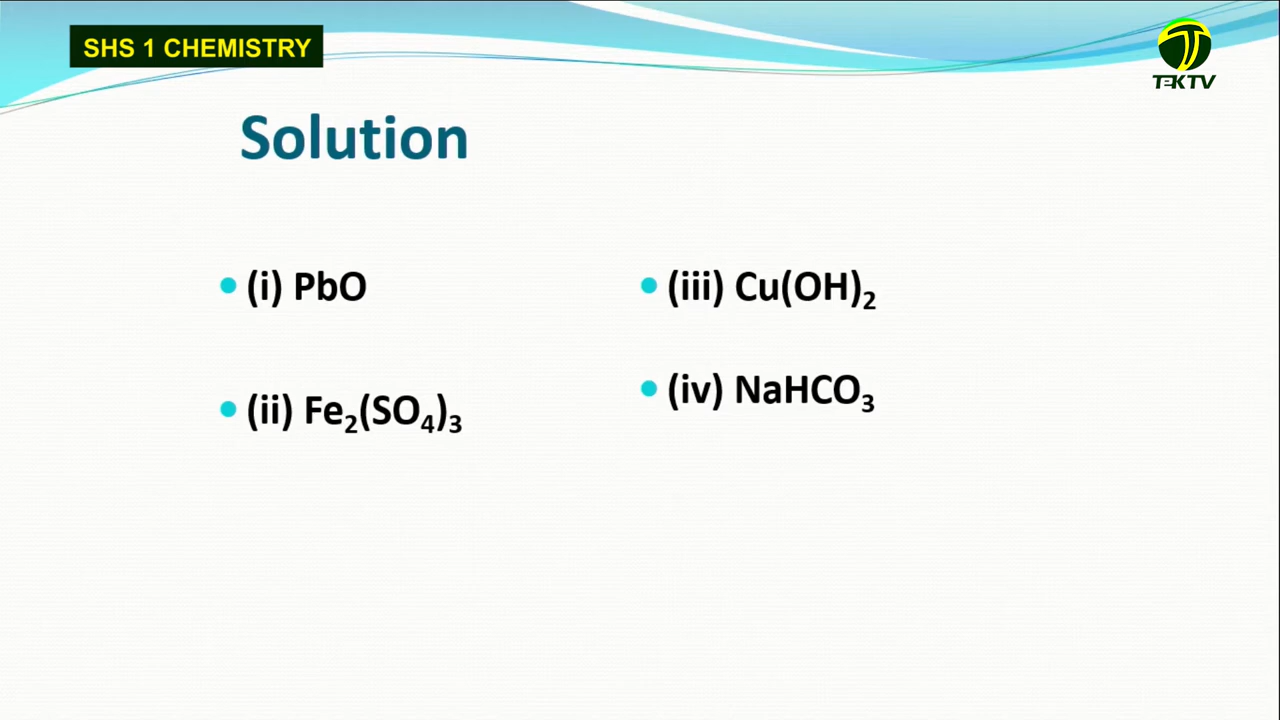 SHS 1 CHEMISTRY
TEKTV
Solution
• (i) PbO
• (ii) Fe₂(SO₄)₃
• (iii) Cu(OH)₂
• (iv) NaHCO₃